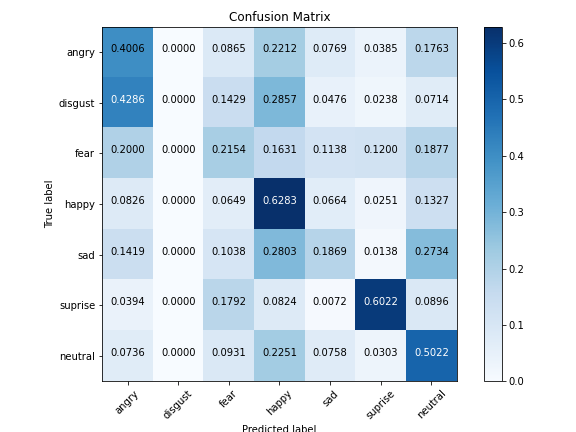 Confusion Matrix
True label
angry 0.4006 0.0000 0.0865 0.2212 0.0769 0.0385 0.1763
disgust 0.4286 0.0000 0.1429 0.2857 0.0476 0.0238 0.0714
fear 0.2000 0.0000 0.2154 0.1631 0.1138 0.1200 0.1877
happy 0.0826 0.0000 0.0649 0.6283 0.0664 0.0251 0.1327
sad 0.1419 0.0000 0.1038 0.2803 0.1869 0.0138 0.2734
suprise 0.0394 0.0000 0.1792 0.0824 0.0072 0.6022 0.0896
neutral 0.0736 0.0000 0.0931 0.2251 0.0758 0.0303 0.5022
angry disgust fear happy sad suprise neutral
Predicted label
0.6
0.5
0.4
0.3
0.2
0.1
0.0